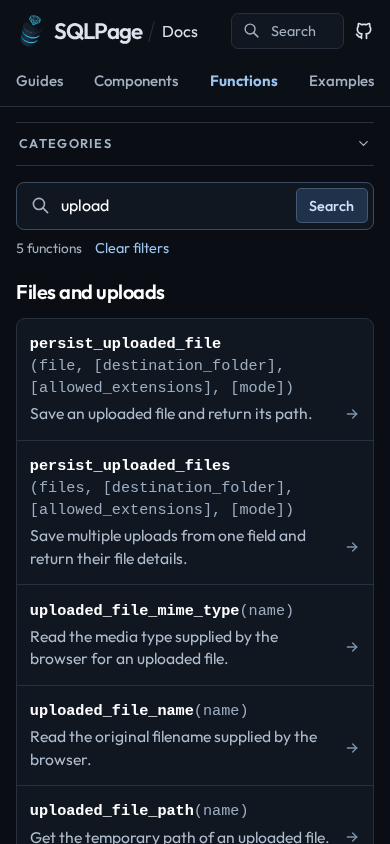 SQLPage / Docs
Search
Guides Components Functions Examples
CATEGORIES
upload
Search
5 functions Clear filters
Files and uploads
persist_uploaded_file
(file, [destination_folder],
[allowed_extensions], [mode])
Save an uploaded file and return its path.
persist_uploaded_files
(files, [destination_folder],
[allowed_extensions], [mode])
Save multiple uploads from one field and
return their file details.
uploaded_file_mime_type(name)
Read the media type supplied by the
browser for an uploaded file.
uploaded_file_name(name)
Read the original filename supplied by the
browser.
uploaded_file_path(name)
Get the temporary path of an uploaded file.